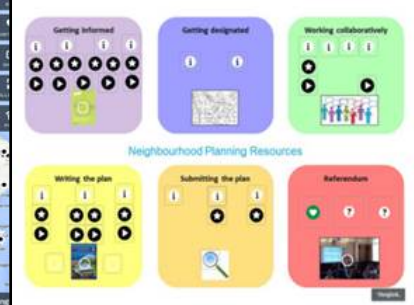 Getting Informed
Getting designated
Working collaboratively
Neighbourhood Planning Resources
Writing the plan
Submitting the plan
Referendum